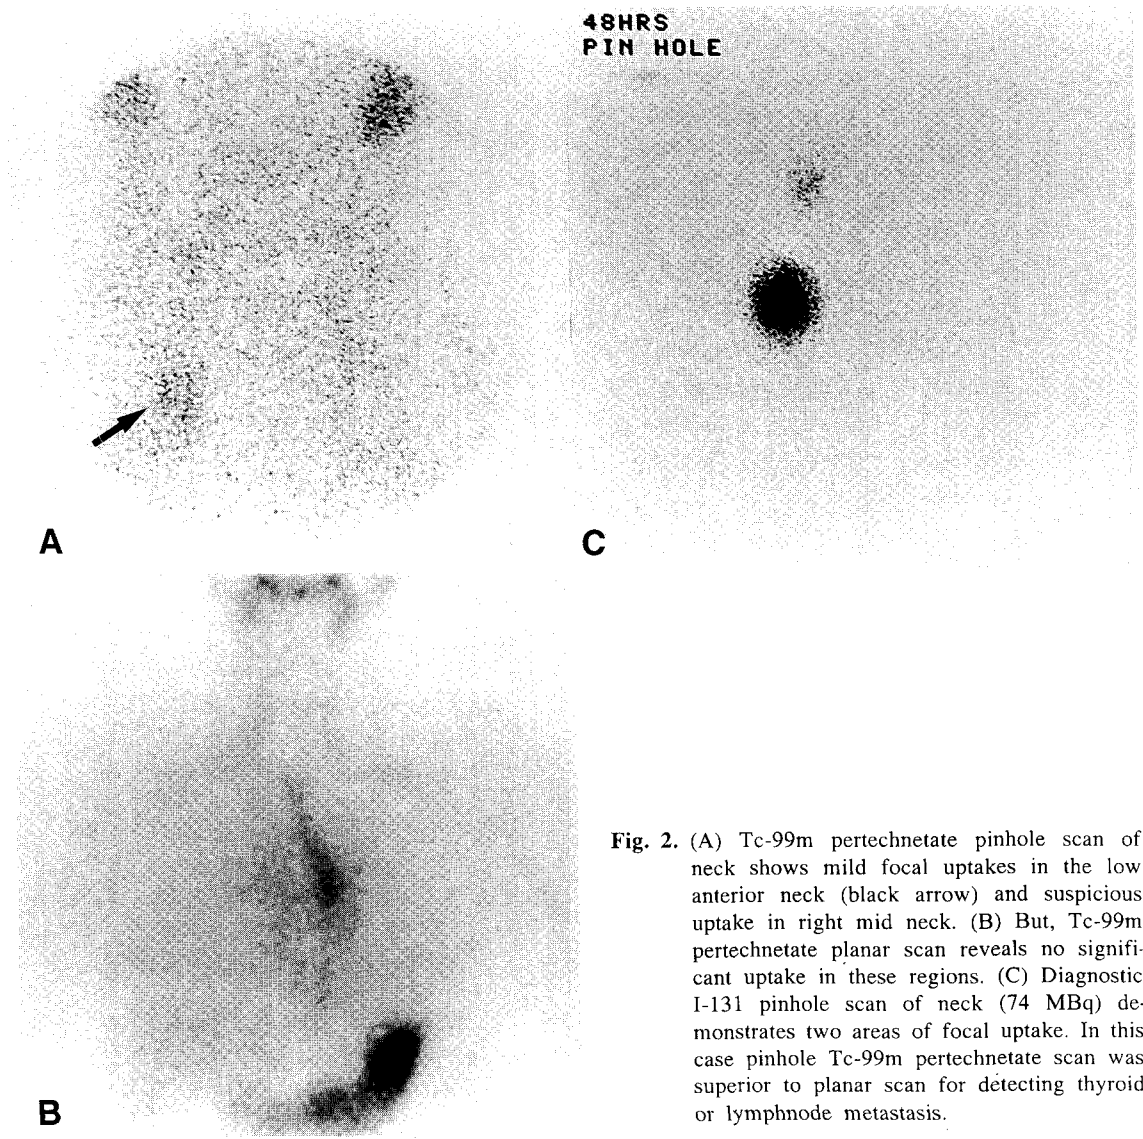 48HRS
PIN HOLE
A
C
B
Fig. 2. (A) Tc-99m pertechnetate pinhole scan of
neck shows mild focal uptakes in the low
anterior neck (black arrow) and suspicious
uptake in right mid neck. (B) But, Tc-99m
pertechnetate planar scan reveals no signifi-
cant uptake in these regions. (C) Diagnostic
I-131 pinhole scan of neck (74 MBq) de-
monstrates two areas of focal uptake. In this
case pinhole Tc-99m pertechnetate scan was
superior to planar scan for detecting thyroid
or lymphnode metastasis.